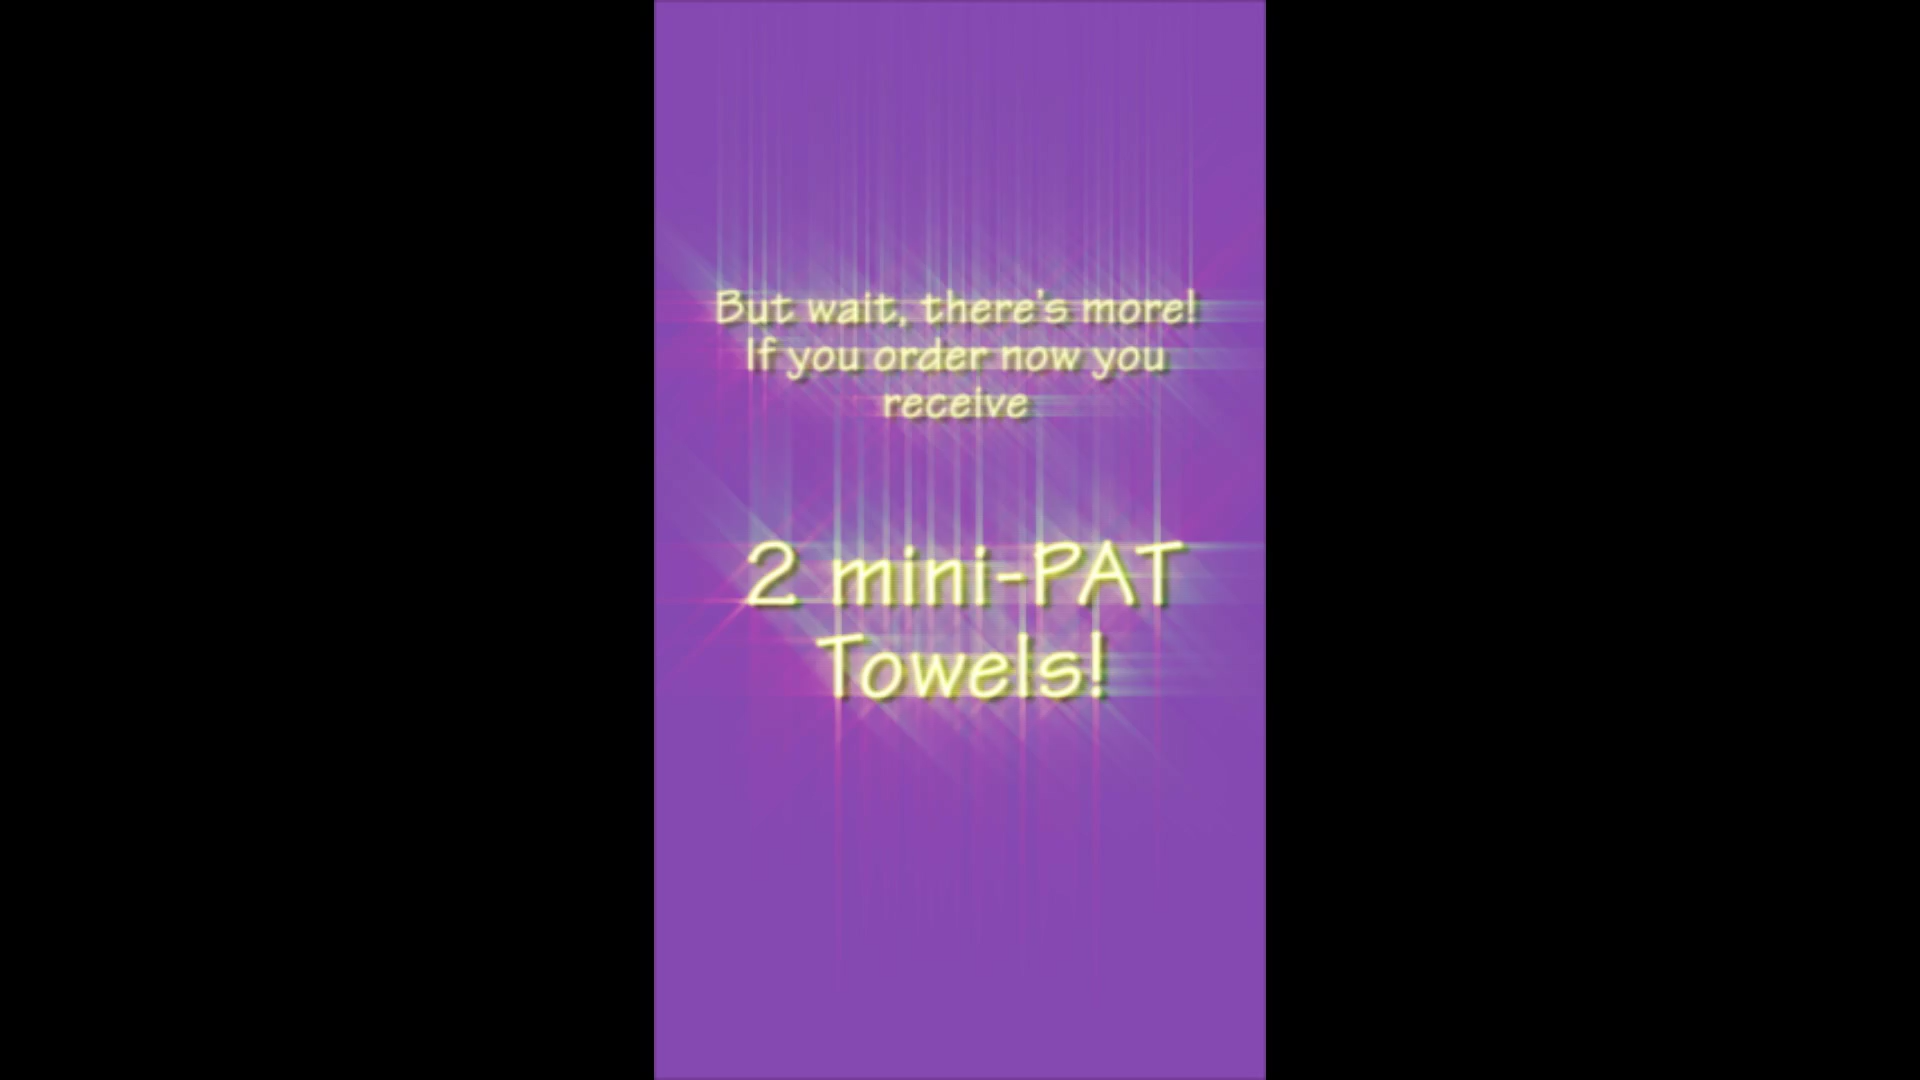 But wait, there's more!
If you order now you
receive
2 mini-PAT
Towels!